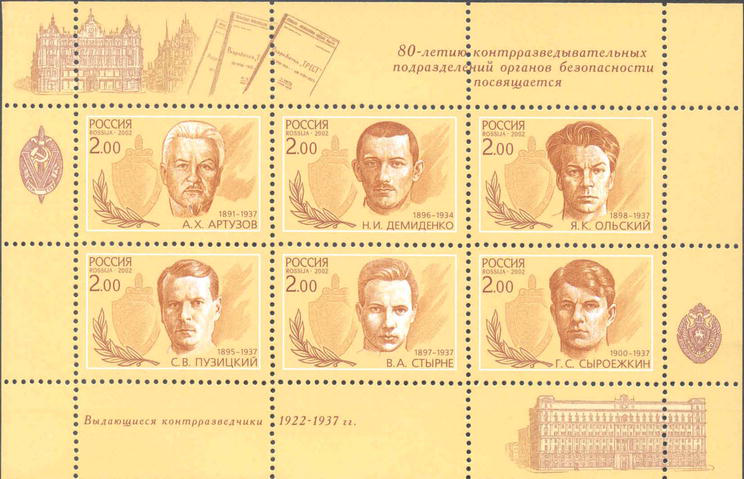 80-летию контрразведывательных
подразделений органов безопасности
посвящается
"ТРЕСТ"
РОССИЯ
ROSSIJA · 2002
2.00
1891-1937
А.Х. АРТУЗОВ
РОССИЯ
ROSSIJA · 2002
2.00
1896-1934
Н.И. ДЕМИДЕНКО
РОССИЯ
ROSSIJA · 2002
2.00
1898-1937
Я.К. ОЛЬСКИЙ
РОССИЯ
ROSSIJA · 2002
2.00
1895-1937
С.В. ПУЗИЦКИЙ
РОССИЯ
ROSSIJA · 2002
2.00
1897-1937
В.А. СТЫРНЕ
РОССИЯ
ROSSIJA · 2002
2.00
1900-1937
Г.С. СЫРОЕЖКИН
Выдающиеся контрразведчики 1922-1937 гг.